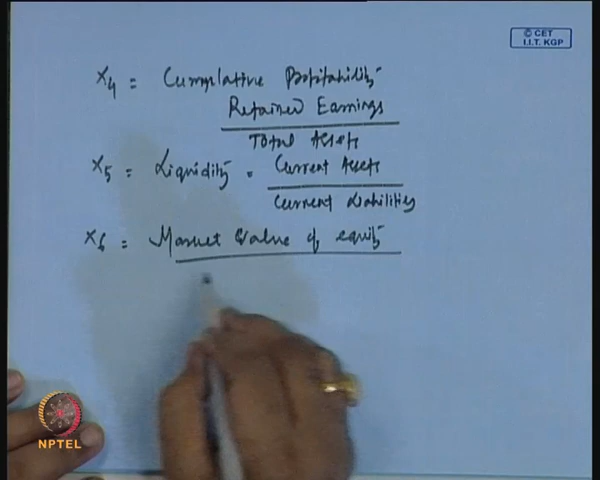 © CET
I.I.T. KGP
X4 = Cumulative Profitability
Retained Earnings
Total Assets
X5 = Liquidity = Current Assets
Current Liabilities
X6 = Market Value of equity
NPTEL